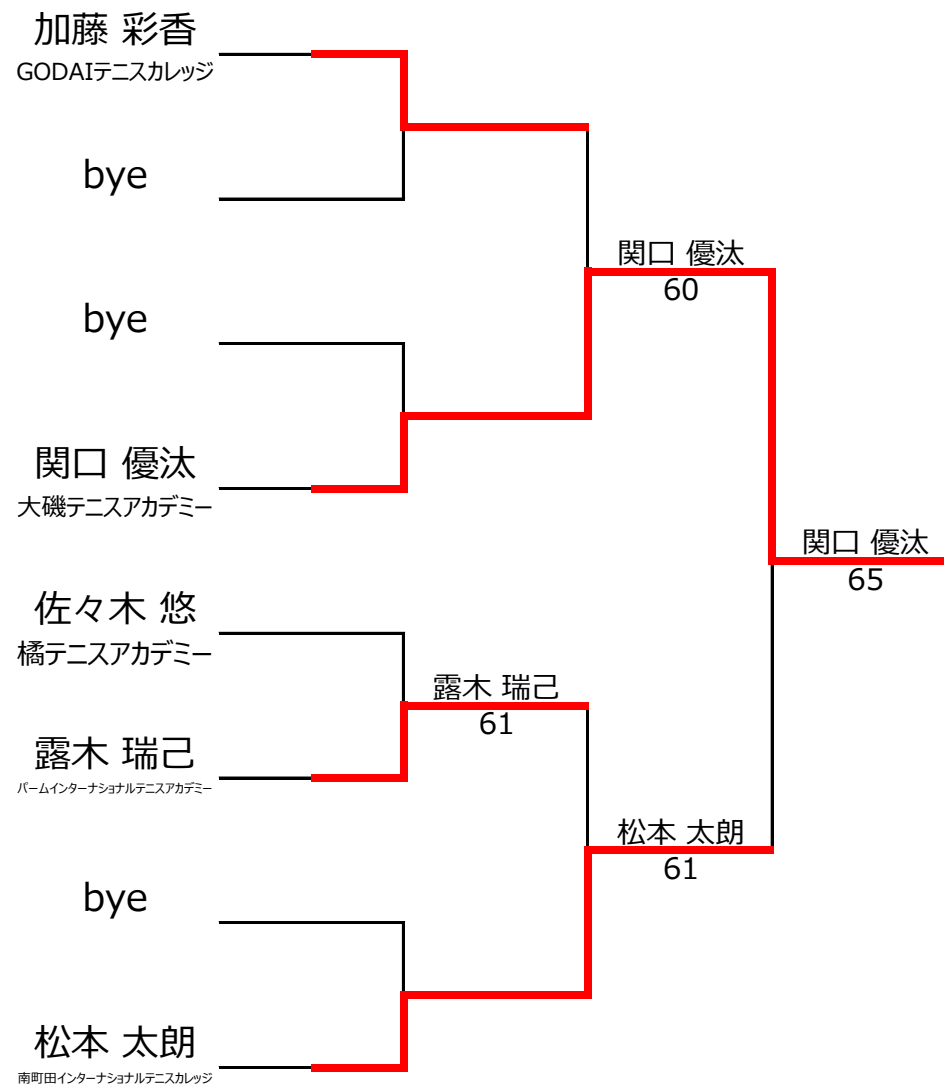 加藤 彩香
GODAIテニスカレッジ
bye
bye
関口 優汰
大磯テニスアカデミー
佐々木 悠
橘テニスアカデミー
露木 瑞己
パームインターナショナルテニスアカデミー
bye
松本 太朗
南町田インターナショナルテニスカレッジ
露木 瑞己
61
関口 優汰
60
松本 太朗
61
関口 優汰
65